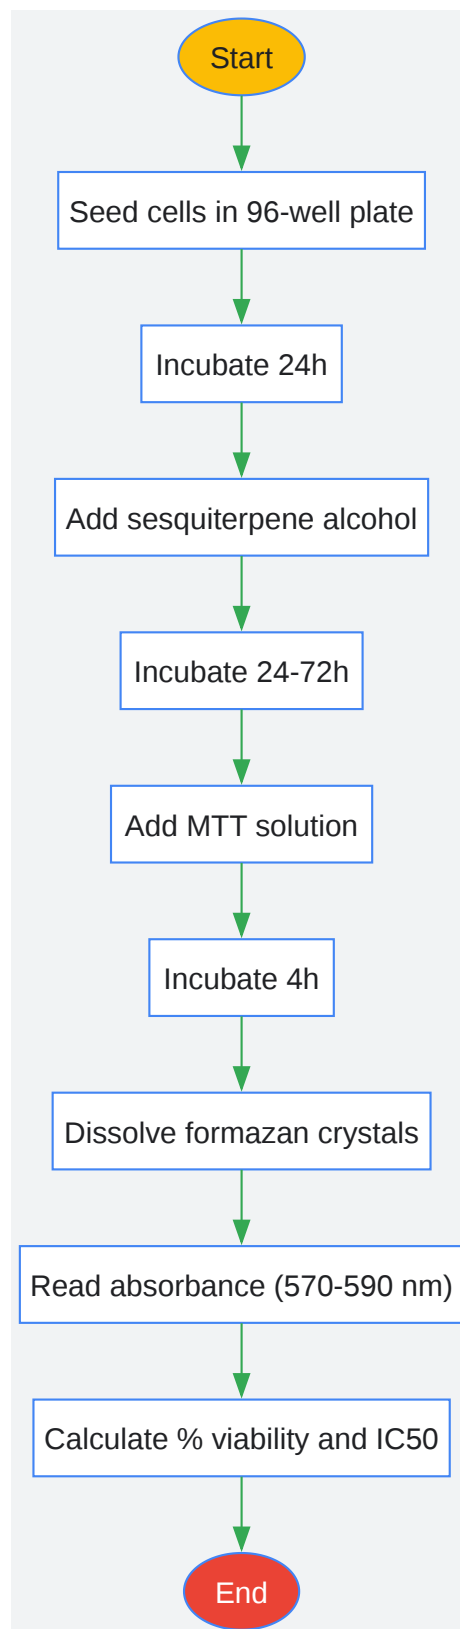 Start
Seed cells in 96-well plate
Incubate 24h
Add sesquiterpene alcohol
Incubate 24-72h
Add MTT solution
Incubate 4h
Dissolve formazan crystals
Read absorbance (570-590 nm)
Calculate % viability and IC50
End